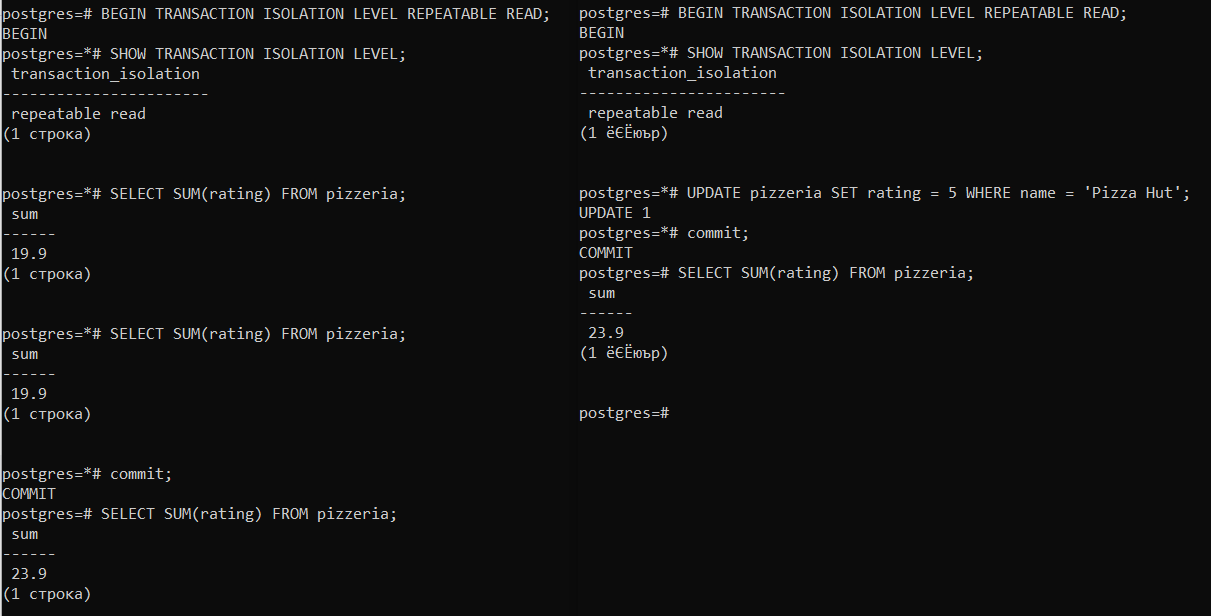 postgres=# BEGIN TRANSACTION ISOLATION LEVEL REPEATABLE READ;
BEGIN
postgres=*# SHOW TRANSACTION ISOLATION LEVEL;
 transaction_isolation
-----------------------
 repeatable read
(1 строка)
postgres=*# SELECT SUM(rating) FROM pizzeria;
 sum
------
 19.9
(1 строка)
postgres=*# SELECT SUM(rating) FROM pizzeria;
 sum
------
 19.9
(1 строка)
postgres=*# commit;
COMMIT
postgres=# SELECT SUM(rating) FROM pizzeria;
 sum
------
 23.9
(1 строка)
postgres=# BEGIN TRANSACTION ISOLATION LEVEL REPEATABLE READ;
BEGIN
postgres=*# SHOW TRANSACTION ISOLATION LEVEL;
 transaction_isolation
-----------------------
 repeatable read
(1 ёЄЁюър)
postgres=*# UPDATE pizzeria SET rating = 5 WHERE name = 'Pizza Hut';
UPDATE 1
postgres=*# commit;
COMMIT
postgres=# SELECT SUM(rating) FROM pizzeria;
 sum
------
 23.9
(1 ёЄЁюър)
postgres=#